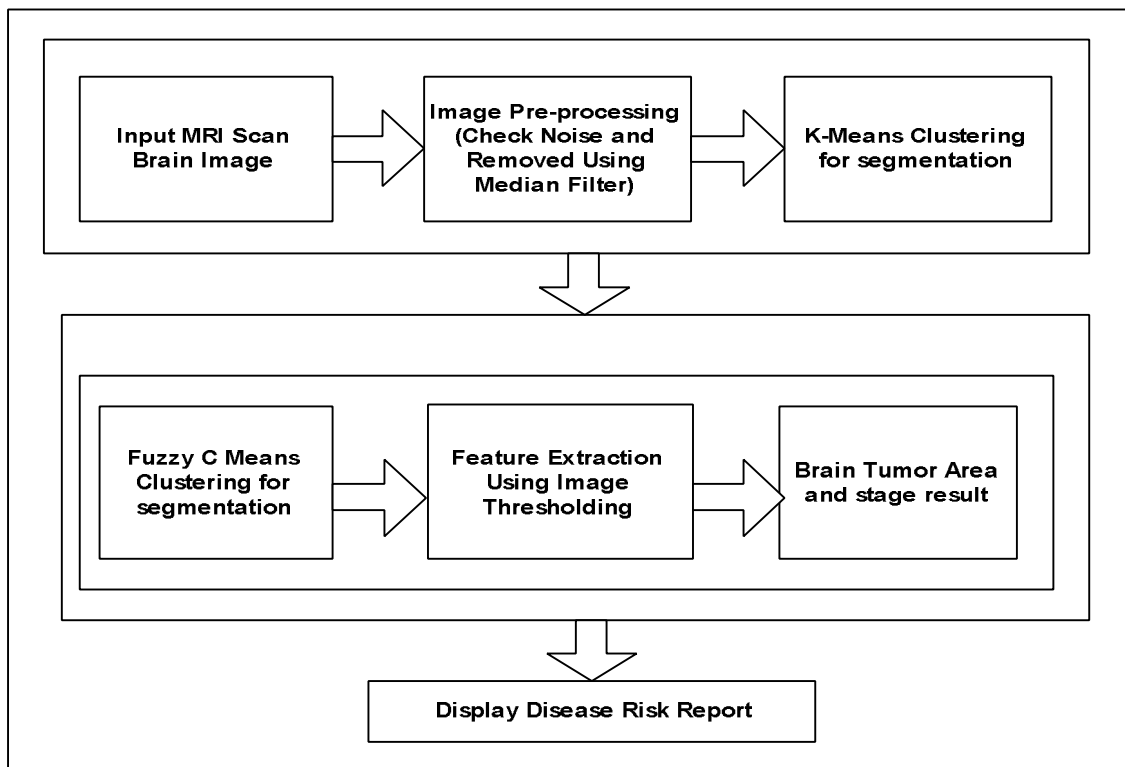 Input MRI Scan
Brain Image
Image Pre-processing
(Check Noise and
Removed Using
Median Filter)
K-Means Clustering
for segmentation
Fuzzy C Means
Clustering for
segmentation
Feature Extraction
Using Image
Thresholding
Brain Tumor Area
and stage result
Display Disease Risk Report